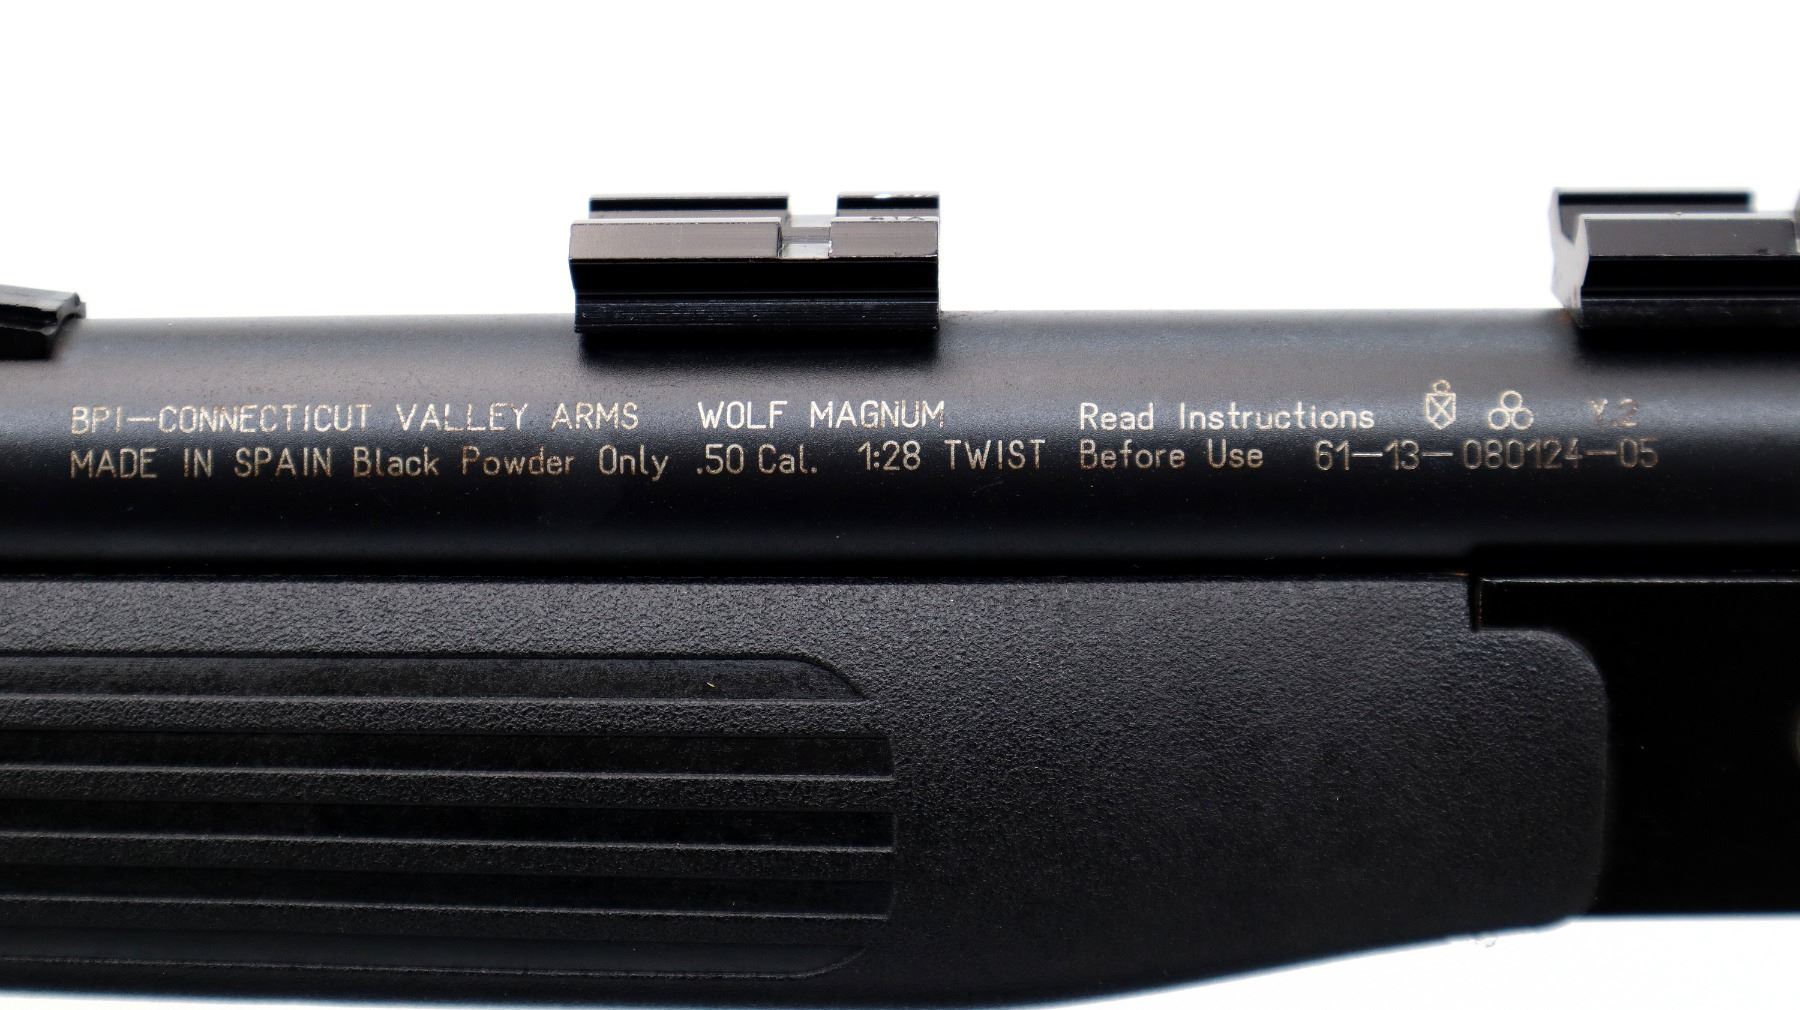 BPI-CONNECTICUT VALLEY ARMS WOLF MAGNUM Read Instructions
MADE IN SPAIN Black Powder Only .50 Cal. 1:28 TWIST Before Use 61-13-080124-05